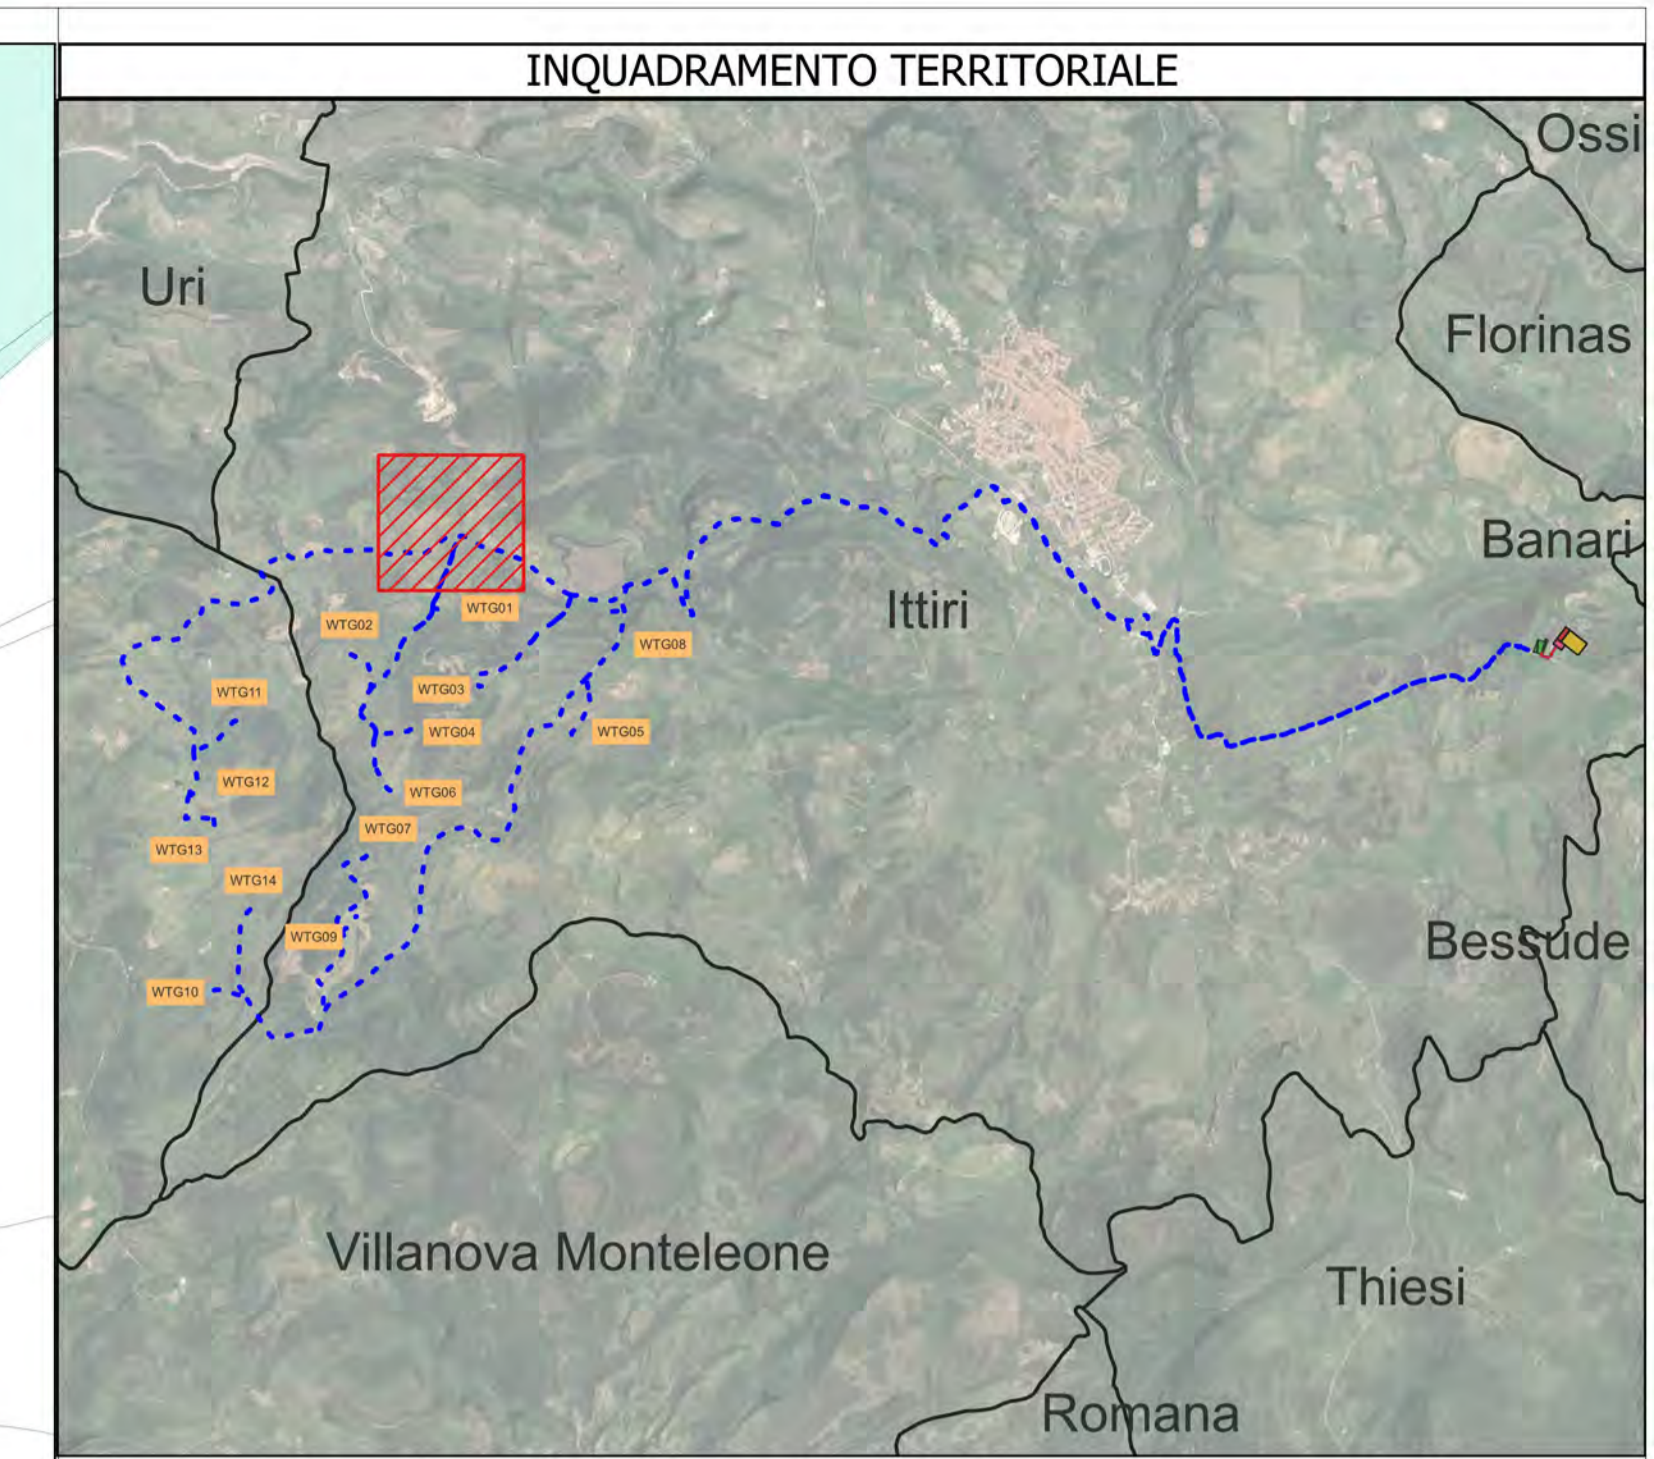 INQUADRAMENTO TERRITORIALE
Ossi
Uri
Florinas
Banari
Ittiri
WTG01
WTG02
WTG08
WTG03
WTG11
WTG04
WTG05
WTG12
WTG06
WTG07
WTG13
WTG14
WTG09
Bessude
WTG10
Villanova Monteleone
Thiesi
Romana